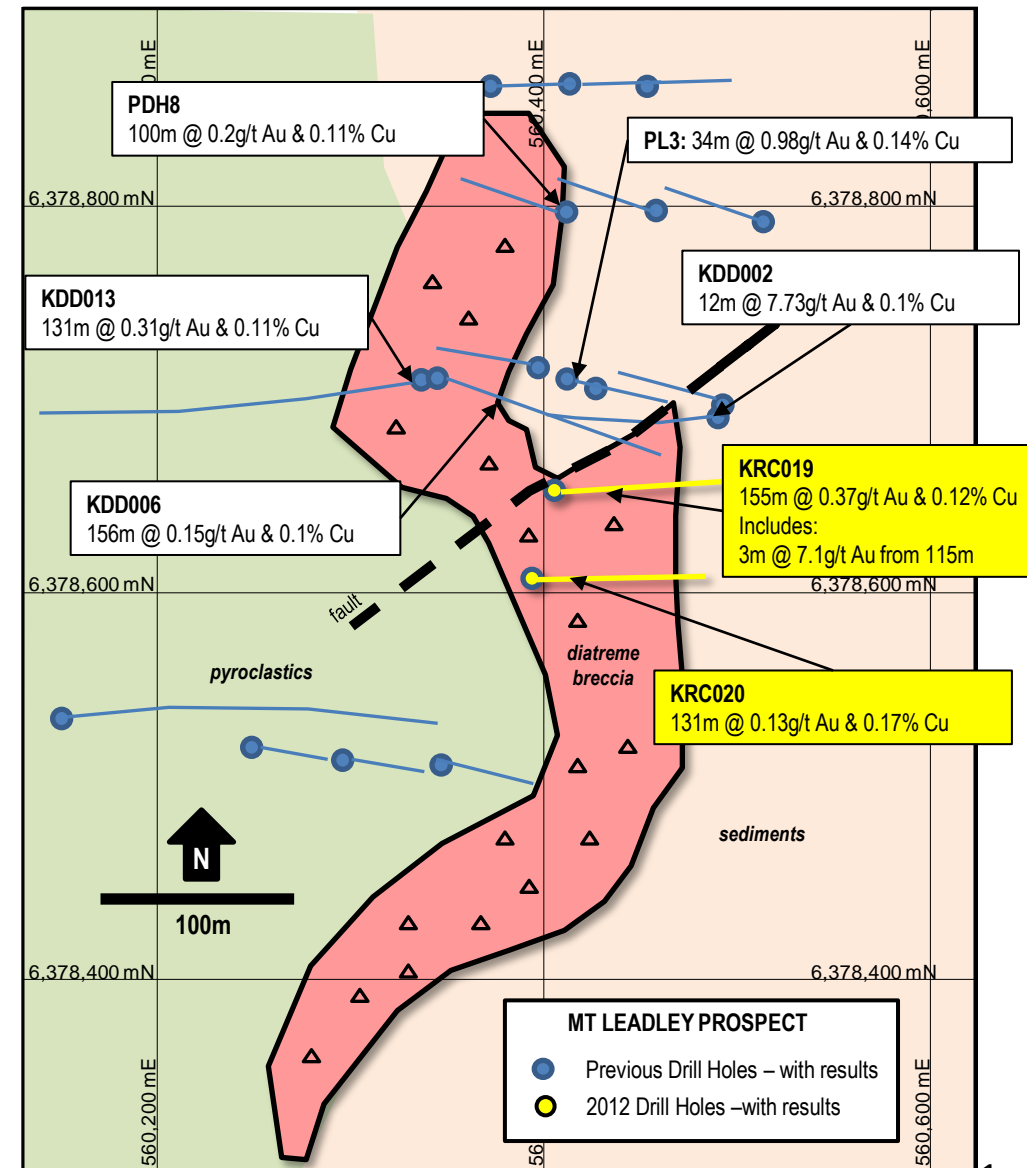 0 mE
560,400 mE
,600 mE
PDH8
100m @ 0.2g/t Au & 0.11% Cu
PL3: 34m @ 0.98g/t Au & 0.14% Cu
6,378,800 mN
6,378,800 mN
KDD002
12m @ 7.73g/t Au & 0.1% Cu
KDD013
131m @ 0.31g/t Au & 0.11% Cu
KRC019
155m @ 0.37g/t Au & 0.12% Cu
Includes:
3m @ 7.1g/t Au from 115m
KDD006
156m @ 0.15g/t Au & 0.1% Cu
6,378,600 mN
6,378,600 mN
fault
pyroclastics
diatreme
breccia
KRC020
131m @ 0.13g/t Au & 0.17% Cu
sediments
N
100m
6,378,400 mN
6,378,400 mN
MT LEADLEY PROSPECT
Previous Drill Holes – with results
2012 Drill Holes –with results
560,200 mE
56
560,600 mE